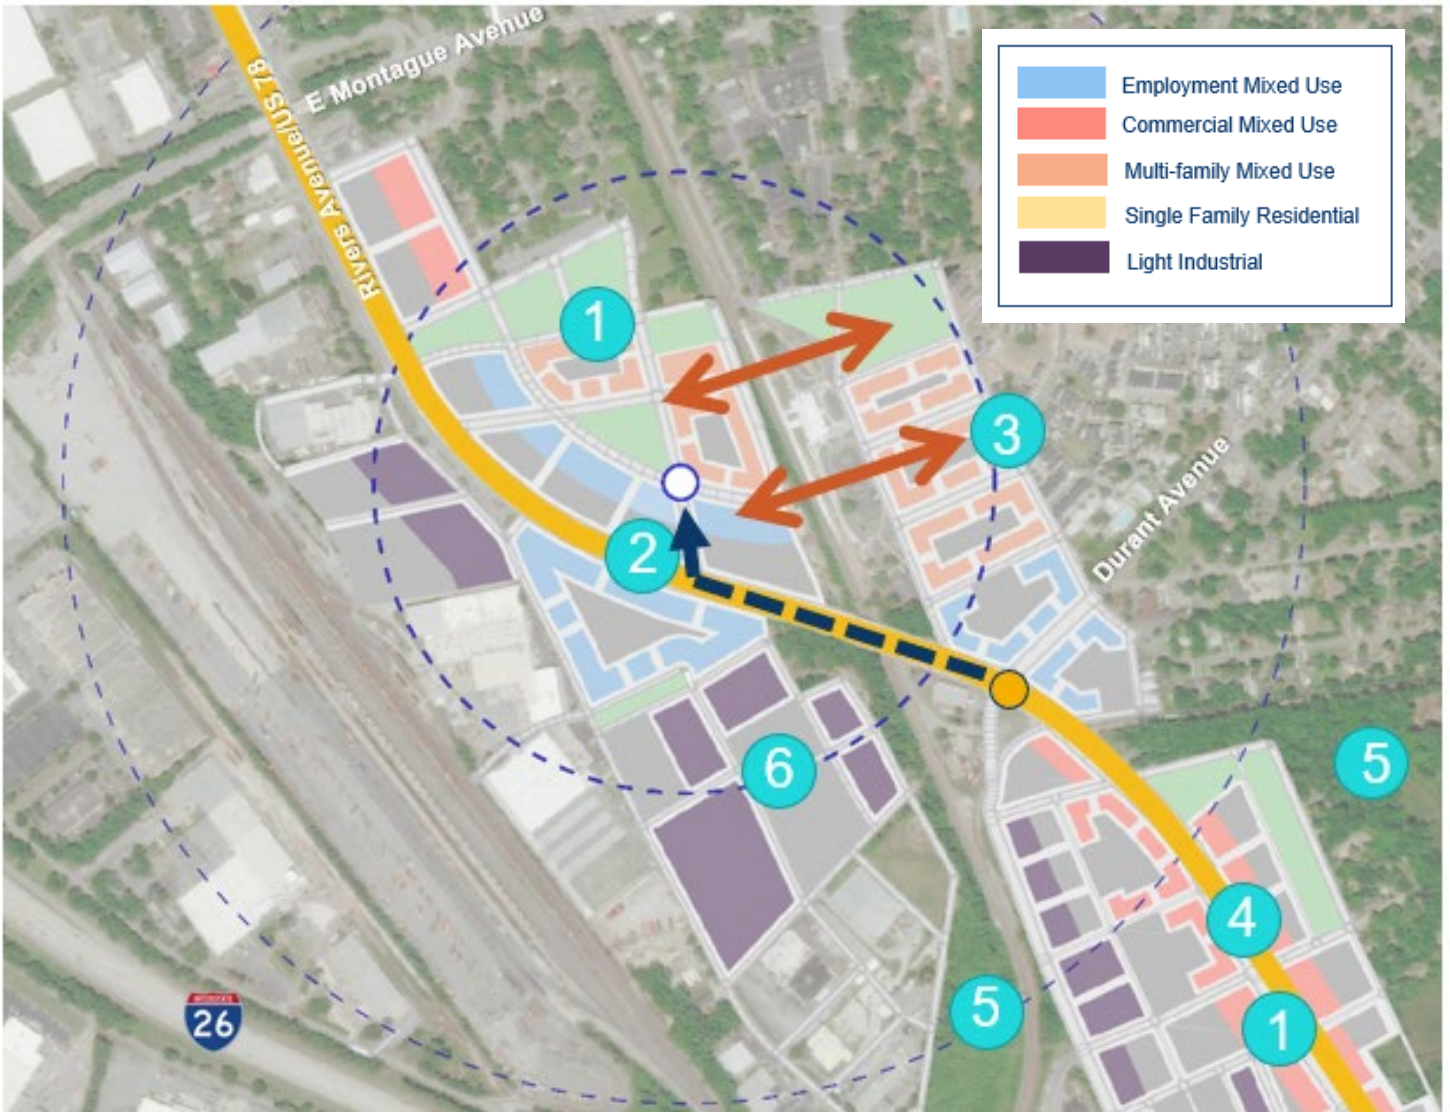 E Montague Avenue
Rivers Avenue/US 78
Employment Mixed Use
Commercial Mixed Use
Multi-family Mixed Use
Single Family Residential
Light Industrial
1
3
Durant Avenue
2
6
5
4
5
1
INTERSTATE
26